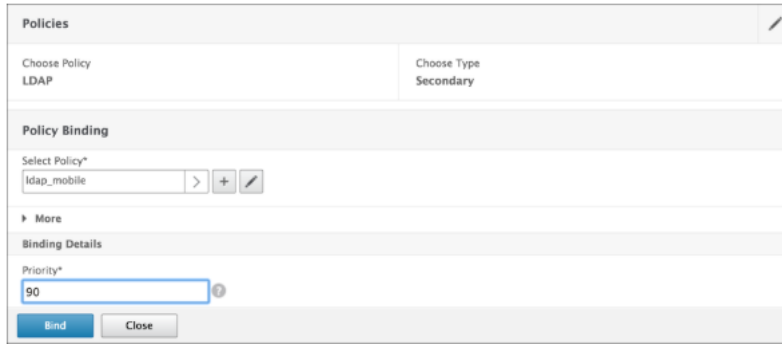 Policies
Choose Policy
LDAP
Choose Type
Secondary
Policy Binding
Select Policy*
ldap_mobile
More
Binding Details
Priority*
90
Bind
Close